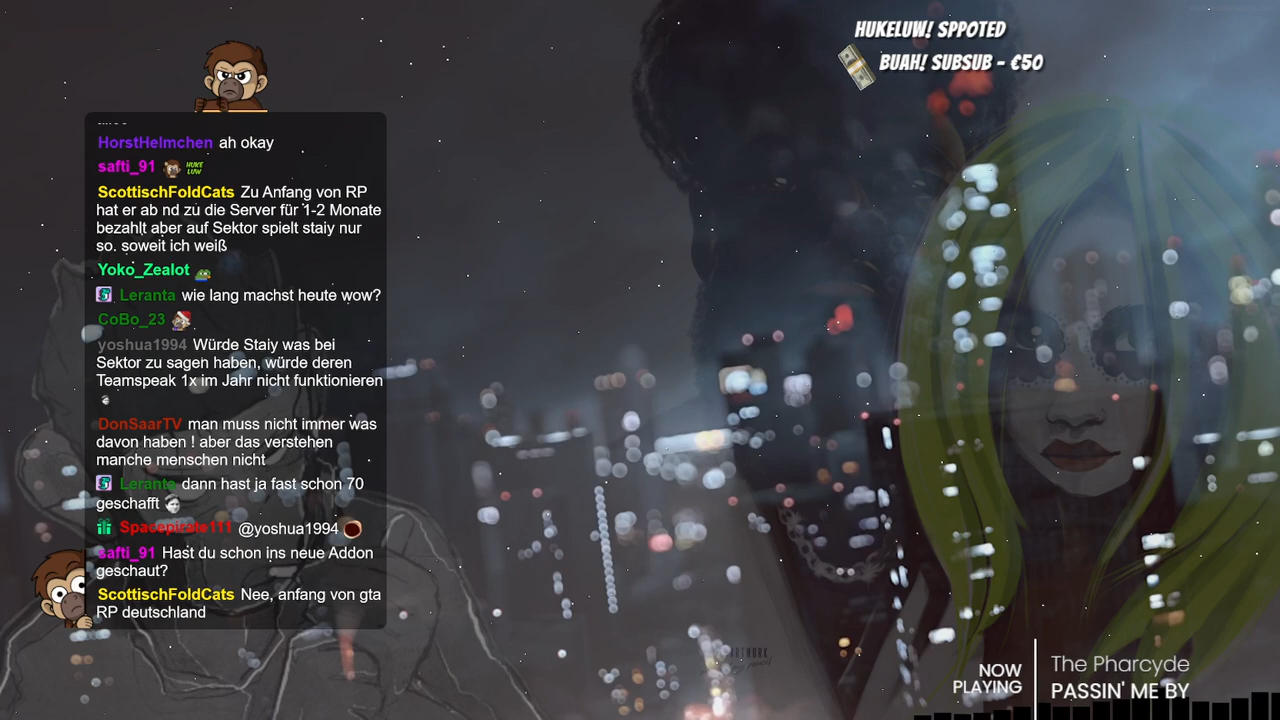 HUKELUW! SPPOTED
BUAH! SUBSUB - €50
HorstHelmchen ah okay
safti_91 HUKE LUW
ScottischFoldCats Zu Anfang von RP
hat er ab nd zu die Server für 1-2 Monate
bezahlt aber auf Sektor spielt staiy nur
so. soweit ich weiß
Yoko_Zealot
Leranta wie lang machst heute wow?
CoBo_23
yoshua1994 Würde Staiy was bei
Sektor zu sagen haben, würde deren
Teamspeak 1x im Jahr nicht funktionieren
DonSaarTV man muss nicht immer was
davon haben ! aber das verstehen
manche menschen nicht
Leranta dann hast ja fast schon 70
geschafft
Spacepirate111 @yoshua1994
safti_91 Hast du schon ins neue Addon
geschaut?
ScottischFoldCats Nee, anfang von gta
RP deutschland
NOW
PLAYING
The Pharcyde
PASSIN' ME BY